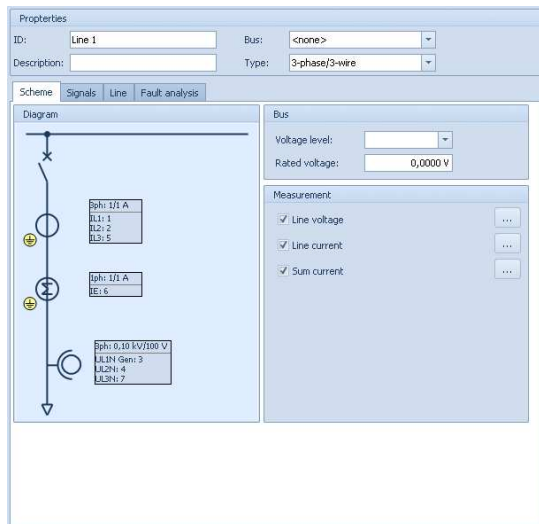 Propterties
ID: Line 1 Bus: <none>
Description: Type: 3-phase/3-wire
Scheme Signals Line Fault analysis
Diagram
3ph: 1/1 A
IL1: 1
IL2: 2
IL3: 5
Σ
1ph: 1/1 A
IE: 6
3ph: 0,10 kV/100 V
UL1N Gen: 3
UL2N: 4
UL3N: 7
Bus
Voltage level:
Rated voltage: 0,0000 V
Measurement
Line voltage ...
Line current ...
Sum current ...